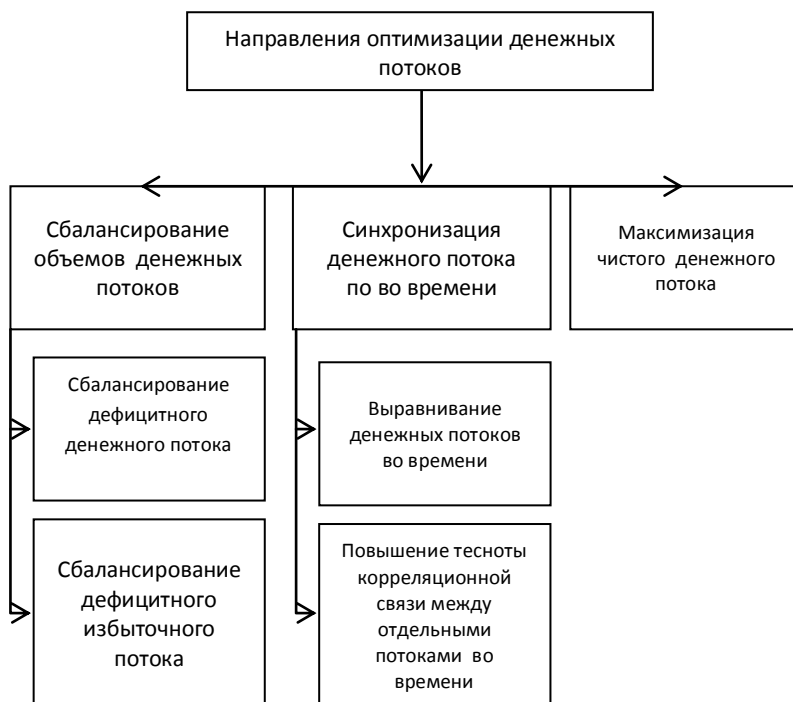 Направления оптимизации денежных
потоков
Сбалансирование
объемов денежных
потоков
Синхронизация
денежного потока
по во времени
Максимизация
чистого денежного
потока
Сбалансирование
дефицитного
денежного потока
Выравнивание
денежных потоков
во времени
Сбалансирование
дефицитного
избыточного
потока
Повышение тесноты
корреляционной
связи между
отдельными
потоками во
времени